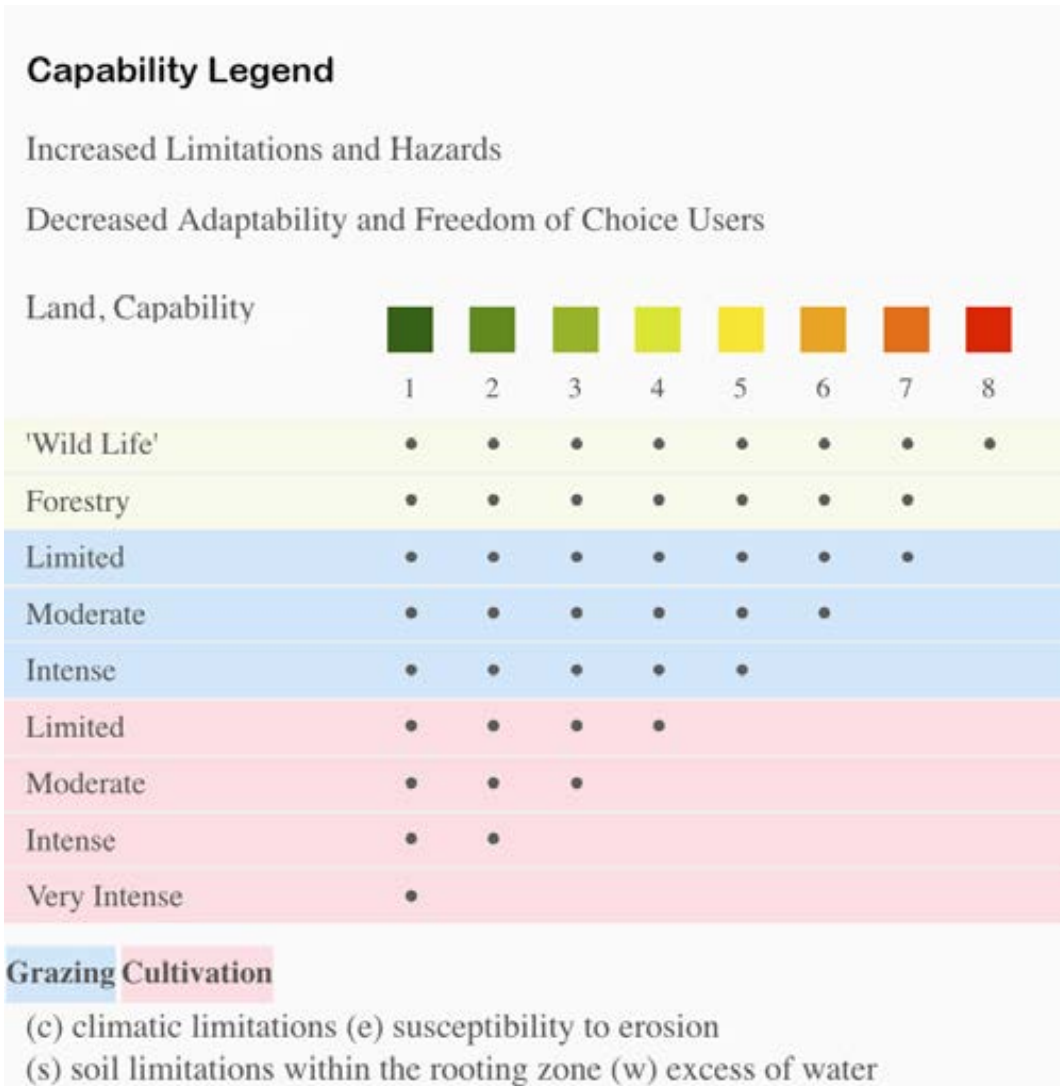 Capability Legend
Increased Limitations and Hazards
Decreased Adaptability and Freedom of Choice Users
Land, Capability
1 2 3 4 5 6 7 8
'Wild Life'
Forestry
Limited
Moderate
Intense
Limited
Moderate
Intense
Very Intense
Grazing Cultivation
(c) climatic limitations (e) susceptibility to erosion
(s) soil limitations within the rooting zone (w) excess of water